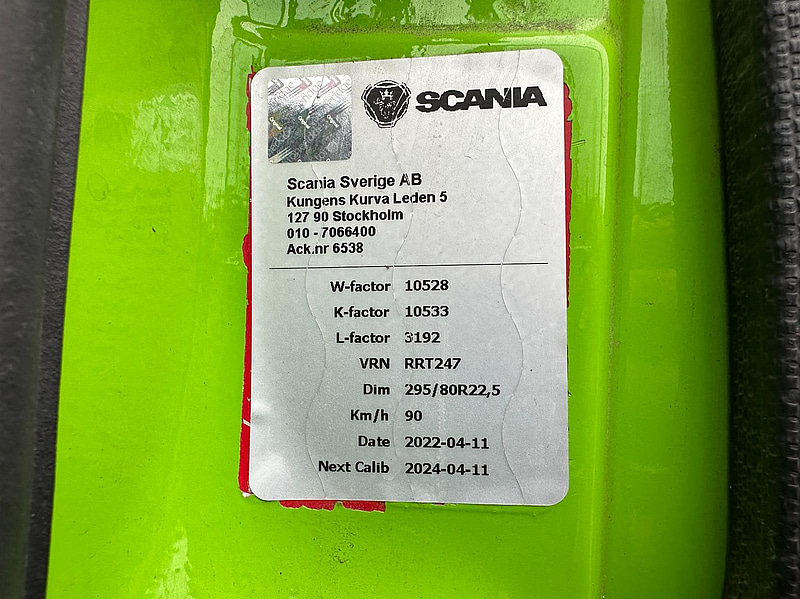 SCANIA
Scania Sverige AB
Kungens Kurva Leden 5
127 90 Stockholm
010 - 7066400
Ack.nr 6538
W-factor 10528
K-factor 10533
L-factor 3192
VRN RRT247
Dim 295/80R22,5
Km/h 90
Date 2022-04-11
Next Calib 2024-04-11